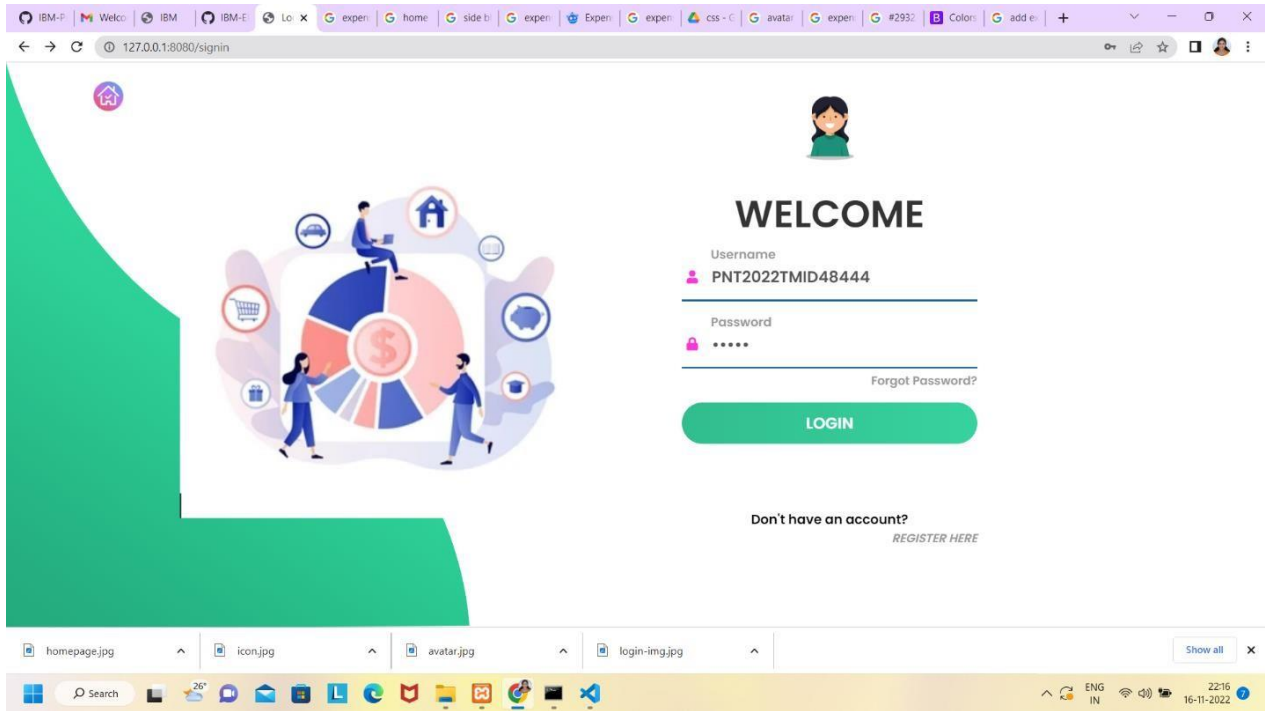 IBM-P
Welco
IBM
IBM-E
Lo
expen
home
side b
expen
Expen
expen
css - G
avatar
expen
#2932
Colors
add ex
127.0.0.1:8080/signin
WELCOME
Username
PNT2022TMID48444
Password
•••••
Forgot Password?
LOGIN
Don't have an account?
REGISTER HERE
homepage.jpg
icon.jpg
avatar.jpg
login-img.jpg
Show all
Search
26°
ENG
IN
22:16
16-11-2022